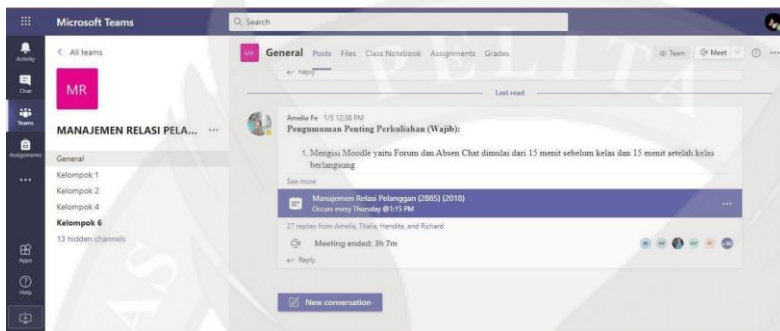 Microsoft Teams
Search
Activity
Chat
Teams
Assignments
Apps
Help
All teams
MR
MANAJEMEN RELASI PELA...
General
Kelompok 1
Kelompok 2
Kelompok 4
Kelompok 6
13 hidden channels
MR
General Posts Files Class Notebook Assignments Grades
Team
Meet
Reply
Last read
Amelia Fe 1/5 12:38 PM
Pengumuman Penting Perkuliahan (Wajib):
1. Mengisi Moodle yaitu Forum dan Absen Chat dimulai dari 15 menit sebelum kelas dan 15 menit setelah kelas
berlangsung
See more
Manajemen Relasi Pelanggan (2885) (2018)
Occurs every Thursday @1:15 PM
27 replies from Amelia, Thalia, Hendita, and Richard
Meeting ended: 3h 7m
Reply
New conversation
PELITA
AS